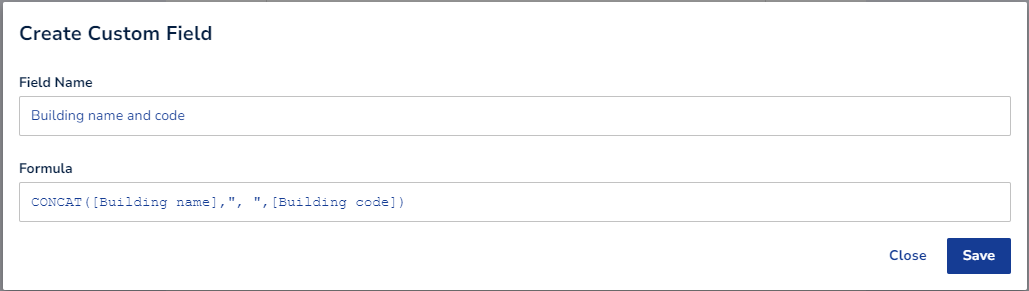 Create Custom Field
Field Name
Building name and code
Formula
CONCAT([Building name],", ",[Building code])
Close
Save